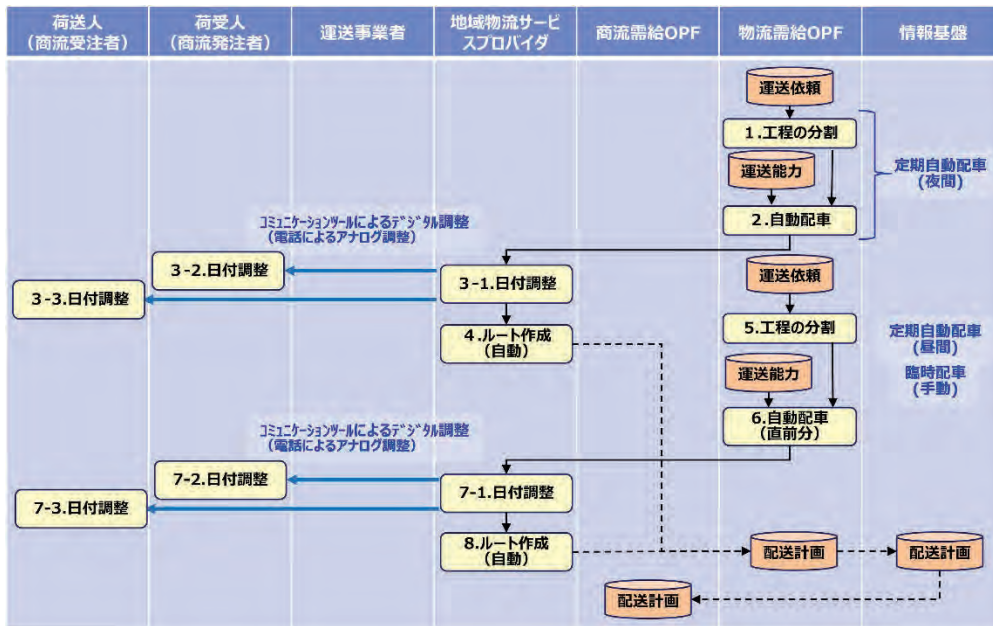 荷送人
（商流受注者）
荷受人
（商流発注者）
運送事業者
地域物流サービ
スプロバイダ
商流需給OPF
物流需給OPF
情報基盤
運送依頼
1.工程の分割
運送能力
2.自動配車
定期自動配車
(夜間)
ｺﾐｭﾆｹｰｼｮﾝﾂｰﾙによるﾃﾞｼﾞﾀﾙ調整
（電話によるアナログ調整）
3-2.日付調整
3-1.日付調整
3-3.日付調整
運送依頼
4.ルート作成
（自動）
5.工程の分割
定期自動配車
(昼間)
臨時配車
(手動)
運送能力
6.自動配車
(直前分)
ｺﾐｭﾆｹｰｼｮﾝﾂｰﾙによるﾃﾞｼﾞﾀﾙ調整
（電話によるアナログ調整）
7-2.日付調整
7-1.日付調整
7-3.日付調整
8.ルート作成
（自動）
配送計画
配送計画
配送計画